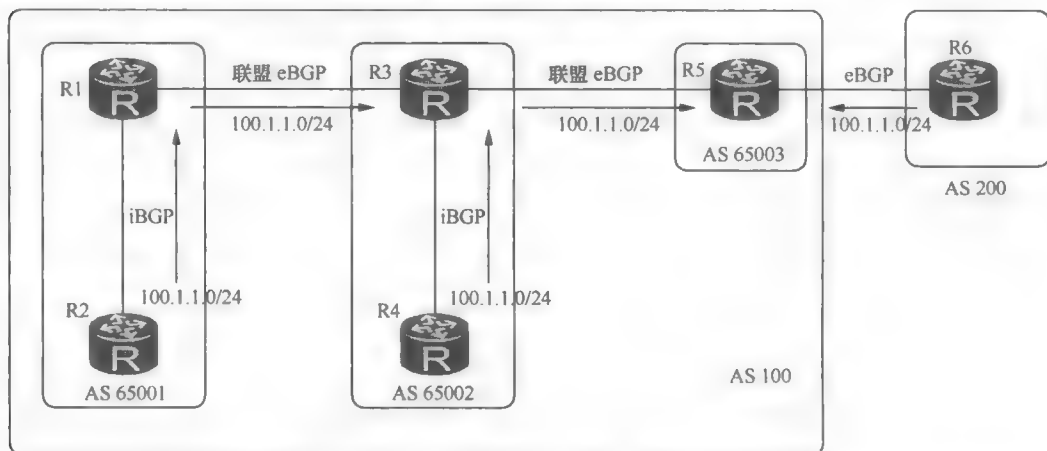 R1
联盟 eBGP
R3
联盟 eBGP
R5
eBGP
R6
R
R
R
R
100.1.1.0/24
100.1.1.0/24
100.1.1.0/24
AS 65003
AS 200
iBGP
iBGP
100.1.1.0/24
100.1.1.0/24
R2
R4
R
R
AS 100
AS 65001
AS 65002